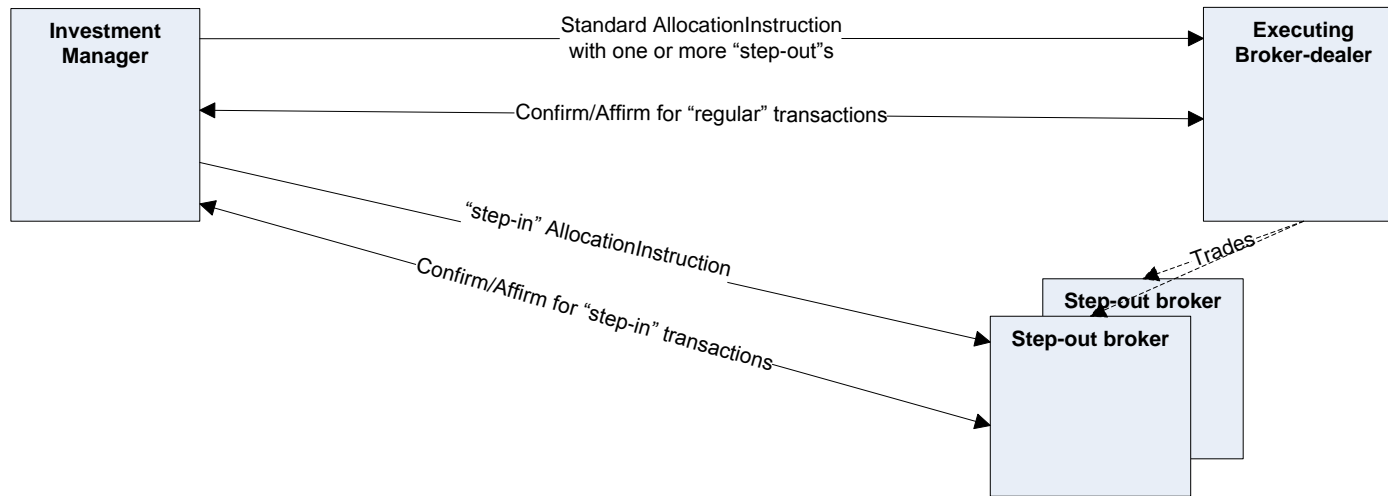 Investment
Manager
Standard AllocationInstruction
with one or more “step-out”s
Executing
Broker-dealer
Confirm/Affirm for “regular” transactions
“step-in” AllocationInstruction
Confirm/Affirm for “step-in” transactions
Trades
Step-out broker
Step-out broker